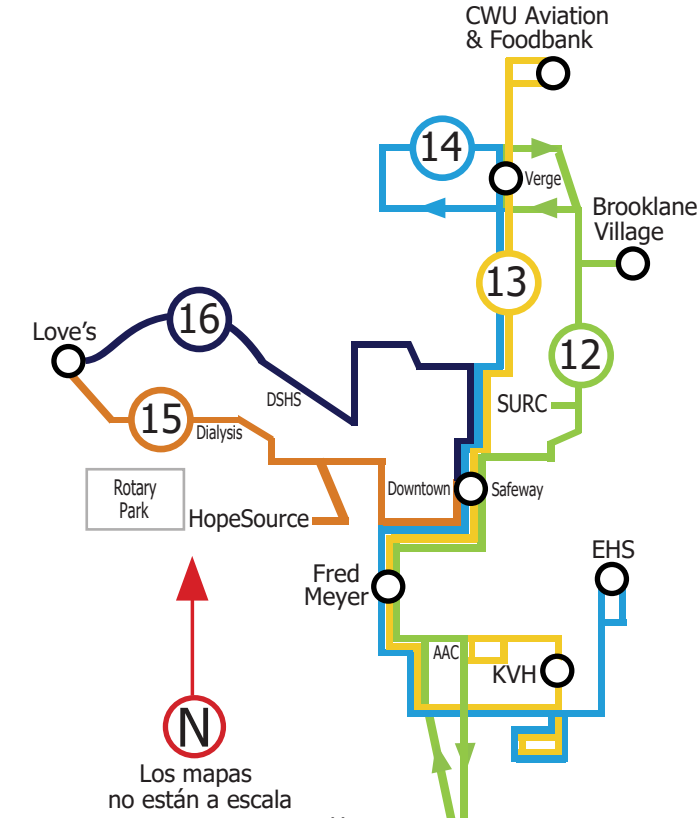 CWU Aviation
& Foodbank
14
Verge
Brooklane
Village
13
16
Love's
12
DSHS
SURC
15
Dialysis
Rotary
Park
Downtown
Safeway
HopeSource
EHS
Fred
Meyer
AAC
KVH
N
Los mapas
no están a escala